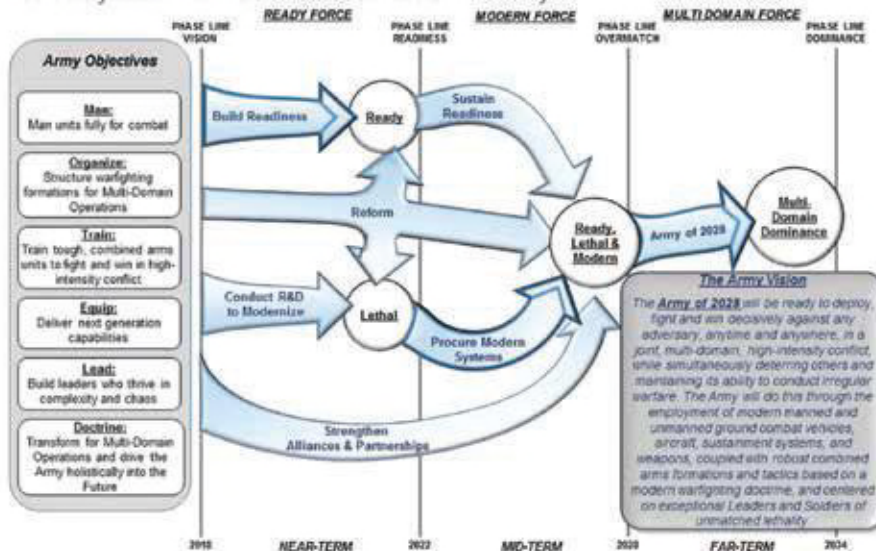 READY FORCE
MODERN FORCE
MULTI DOMAIN FORCE
PHASE LINE
VISION
PHASE LINE
READINESS
PHASE LINE
OVERMATCH
PHASE LINE
DOMINANCE
Army Objectives
Man:
Man units fully for combat
Organize:
Structure warfighting
formations for Multi-Domain
Operations
Train:
Train tough, combined arms
units to fight and win in high-
intensity conflict
Equip:
Deliver next generation
capabilities
Lead:
Build leaders who thrive in
complexity and chaos
Doctrine:
Transform for Multi-Domain
Operations and drive the
Army holistically into the
Future
Build Readiness
Ready
Sustain
Readiness
Reform
Conduct R&D
to Modernize
Lethal
Procure Modern
Systems
Strengthen
Alliances & Partnerships
Ready,
Lethal &
Modern
Army of 2028
Multi-
Domain
Dominance
The Army Vision
The Army of 2028 will be ready to deploy,
fight and win decisively against any
adversary, anytime and anywhere, in a
joint, multi-domain, high-intensity conflict,
while simultaneously deterring others and
maintaining its ability to conduct irregular
warfare. The Army will do this through the
employment of modern manned and
unmanned ground combat vehicles,
aircraft, sustainment systems, and
weapons, coupled with robust combined
arms formations and tactics based on a
modern warfighting doctrine, and centered
on exceptional Leaders and Soldiers of
unmatched lethality
2018
NEAR-TERM
2022
MID-TERM
2028
FAR-TERM
2034